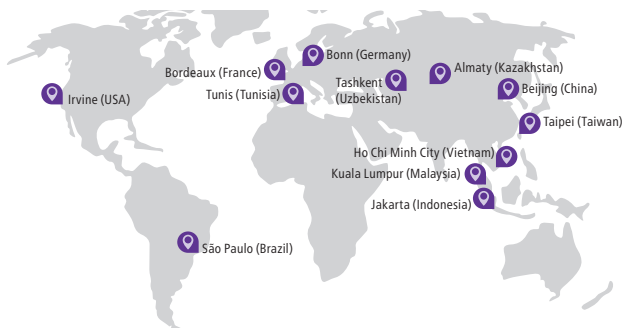 Bonn (Germany)
Bordeaux (France)
Almaty (Kazakhstan)
Tashkent
(Uzbekistan)
Beijing (China)
Irvine (USA)
Tunis (Tunisia)
Taipei (Taiwan)
Ho Chi Minh City (Vietnam)
Kuala Lumpur (Malaysia)
Jakarta (Indonesia)
São Paulo (Brazil)